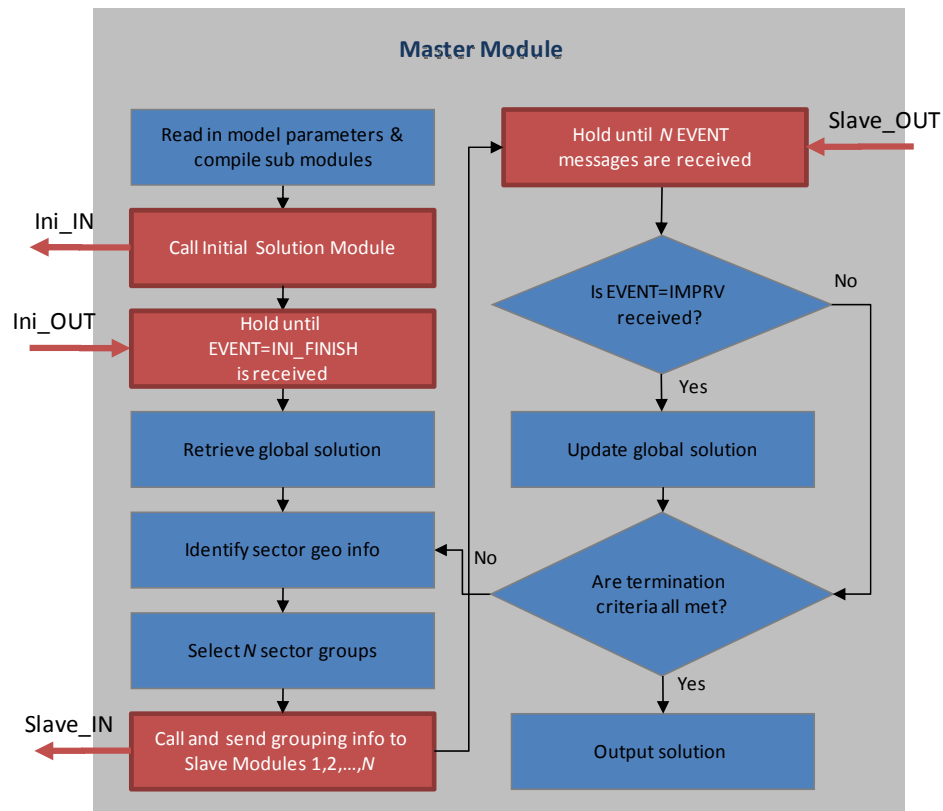 Master Module
Read in model parameters &
compile sub modules
Ini_IN
Call Initial Solution Module
Ini_OUT
Hold until
EVENT=INI_FINISH
is received
Retrieve global solution
Identify sector geo info
Select N sector groups
Slave_IN
Call and send grouping info to
Slave Modules 1,2,...,N
Slave_OUT
Hold until N EVENT
messages are received
Is EVENT=IMPRV
received?
No
Yes
Update global solution
No
Are termination
criteria all met?
Yes
Output solution